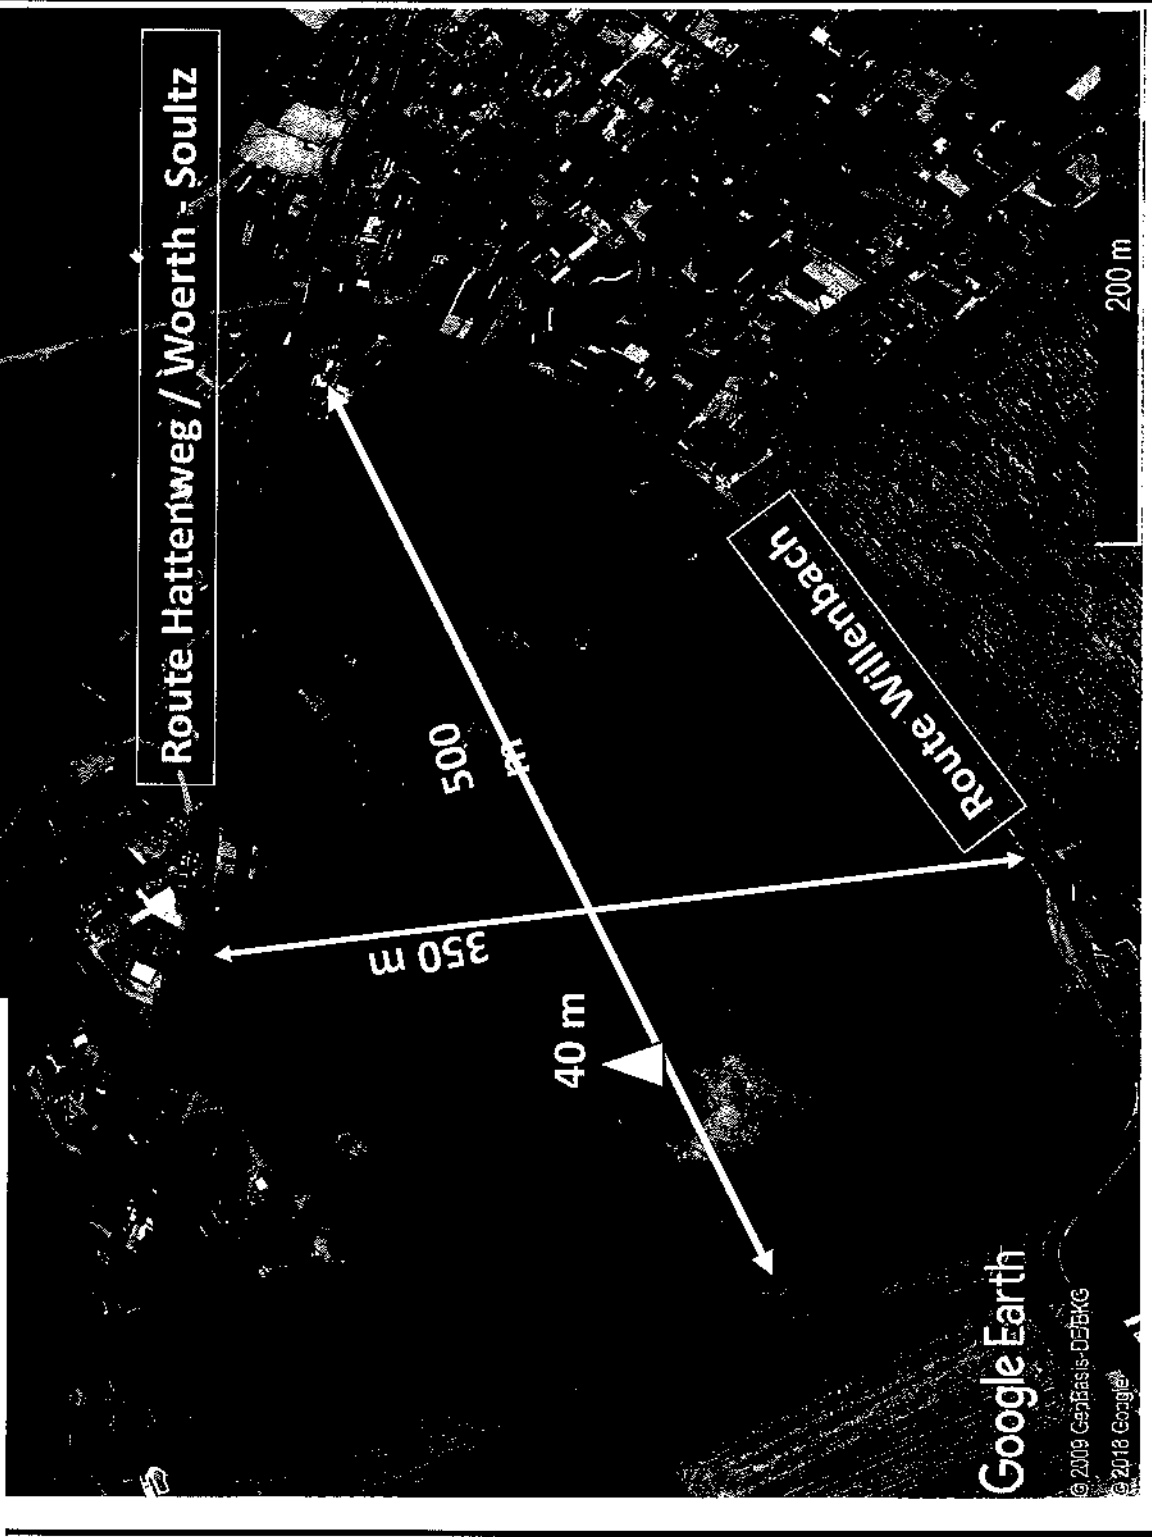 Route Hattenweg / Woerth - Soultz
500
m
350 m
40 m
Route Willenbach
200 m
Google Earth
© 2009 GeoBasis-DE/BKG
© 2018 Google